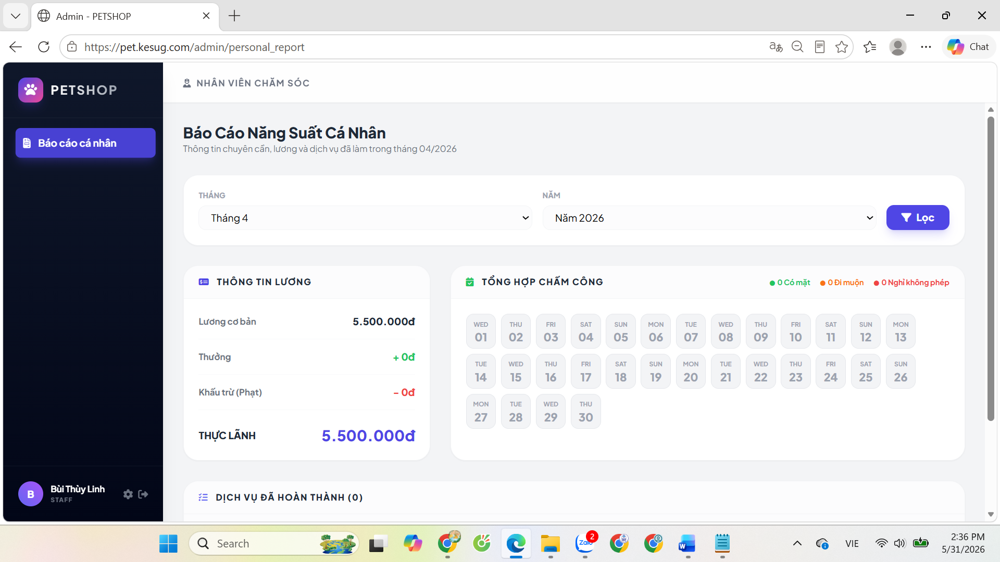 Admin - PETSHOP
https://pet.kesug.com/admin/personal_report
Chat
PETSHOP
NHÂN VIÊN CHĂM SÓC
Báo cáo cá nhân
Báo Cáo Năng Suất Cá Nhân
Thông tin chuyên cần, lương và dịch vụ đã làm trong tháng 04/2026
THÁNG
NĂM
Tháng 4
Năm 2026
Lọc
THÔNG TIN LƯƠNG
Lương cơ bản 5.500.000đ
Thưởng + 0đ
Khấu trừ (Phạt) - 0đ
THỰC LÃNH 5.500.000đ
TỔNG HỢP CHẤM CÔNG
0 Có mặt 0 Đi muộn 0 Nghỉ không phép
WED THU FRI SAT SUN MON TUE WED THU FRI SAT SUN MON
01 02 03 04 05 06 07 08 09 10 11 12 13
TUE WED THU FRI SAT SUN MON TUE WED THU FRI SAT SUN
14 15 16 17 18 19 20 21 22 23 24 25 26
MON TUE WED THU
27 28 29 30
DỊCH VỤ ĐÃ HOÀN THÀNH (0)
B
Bùi Thùy Linh
STAFF
Search
Zalo
2
VIE
2:36 PM
5/31/2026